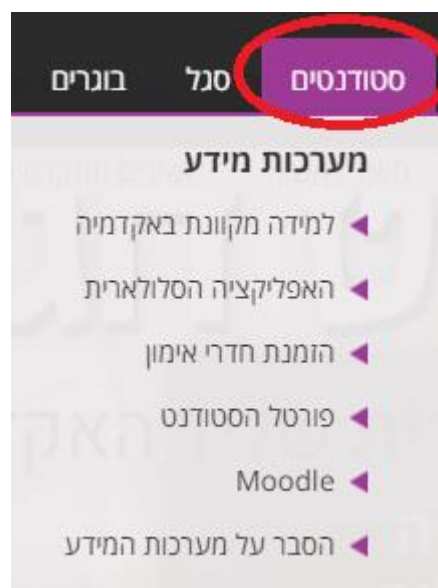 סטודנטים סגל בוגרים
מערכות מידע
למידה מקוונת באקדמיה
האפליקציה הסלולארית
הזמנת חדרי אימון
פורטל הסטודנט
Moodle
הסבר על מערכות המידע